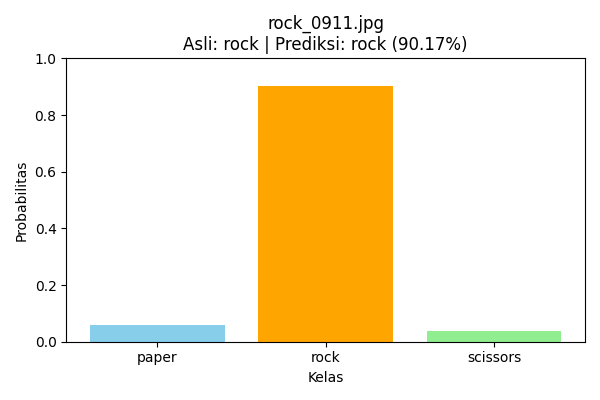 rock_0911.jpg
Asli: rock | Prediksi: rock (90.17%)
1.0
0.8
0.6
0.4
0.2
0.0
Probabilitas
paper rock scissors
Kelas